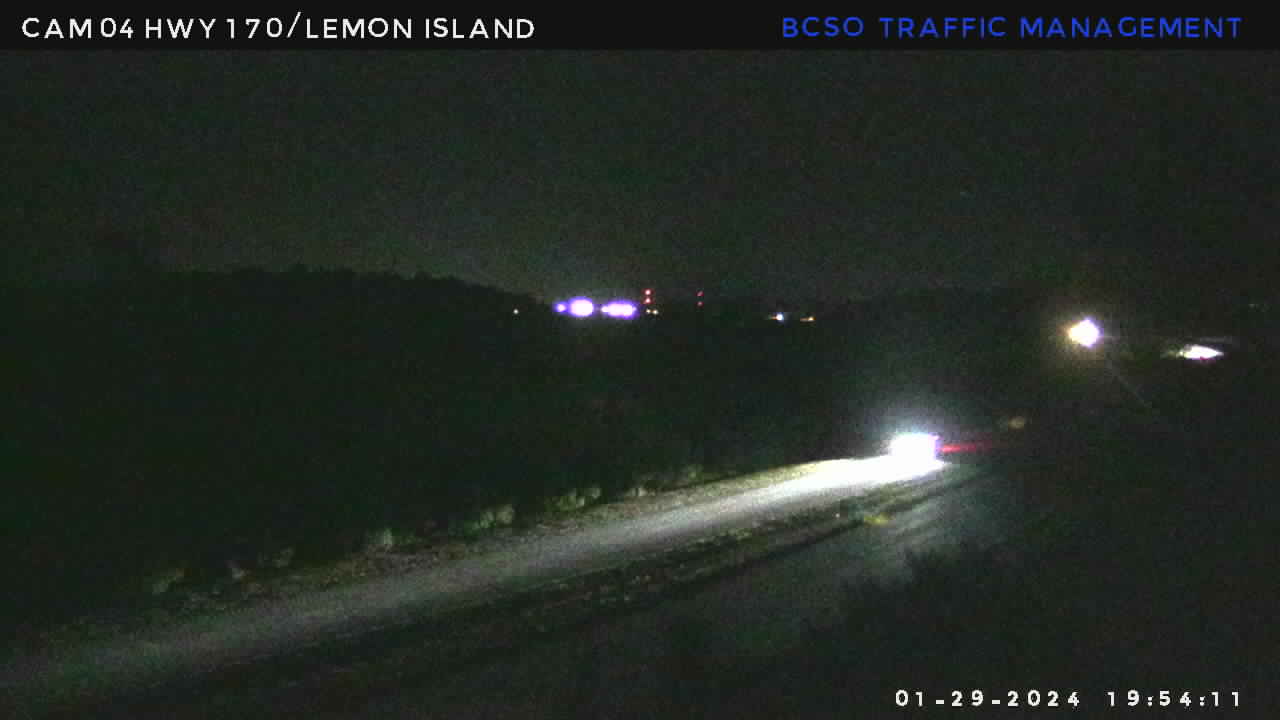 CAM04 HWY 170/LEMON ISLAND
BCSO TRAFFIC MANAGEMENT
01-29-2024 19:54:11